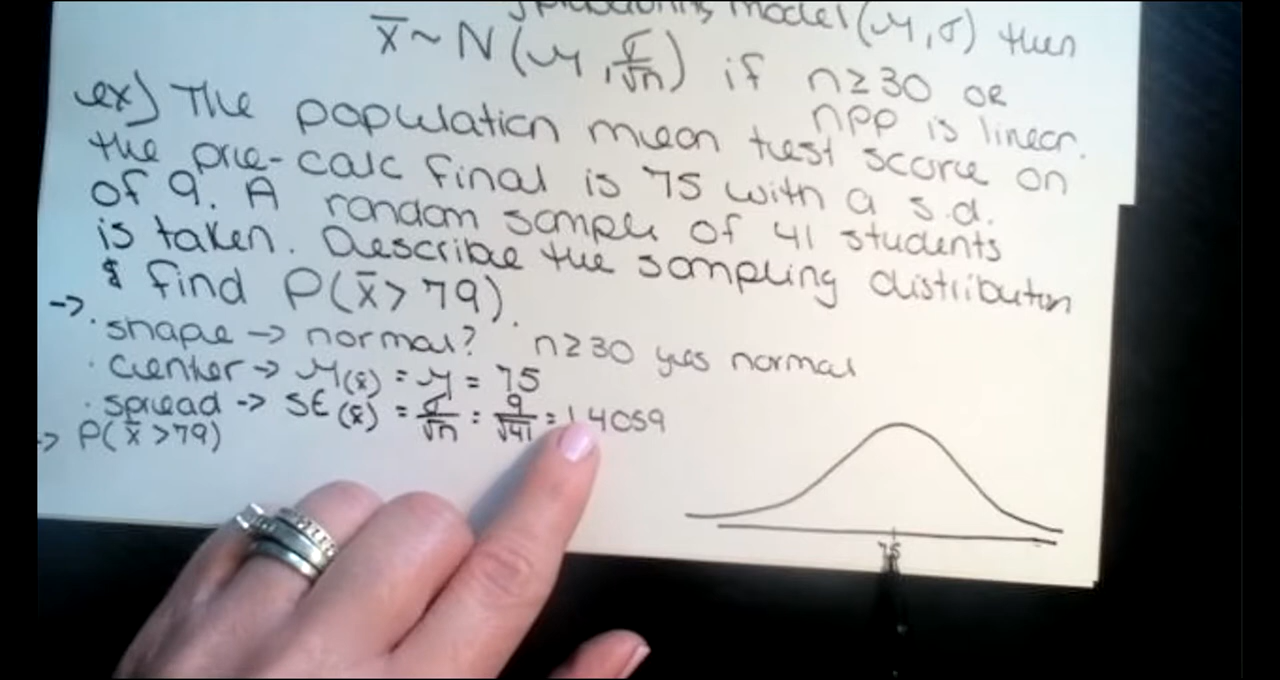 model (μ, σ) then
x̄ ~ N(μ, σ/√n) if n ≥ 30 OR
npp is linear.
ex) The population mean test score on
the pre-calc final is 75 with a s.d.
of 9. A random sample of 41 students
is taken. Describe the sampling distribution
& find P(x̄ > 79).
-> · shape -> normal? n ≥ 30 yes normal
· center -> μ(x̄) = μ = 75
· spread -> SE(x̄) = σ/√n = 9/√41 = 1.4059
-> P(x̄ > 79)
75